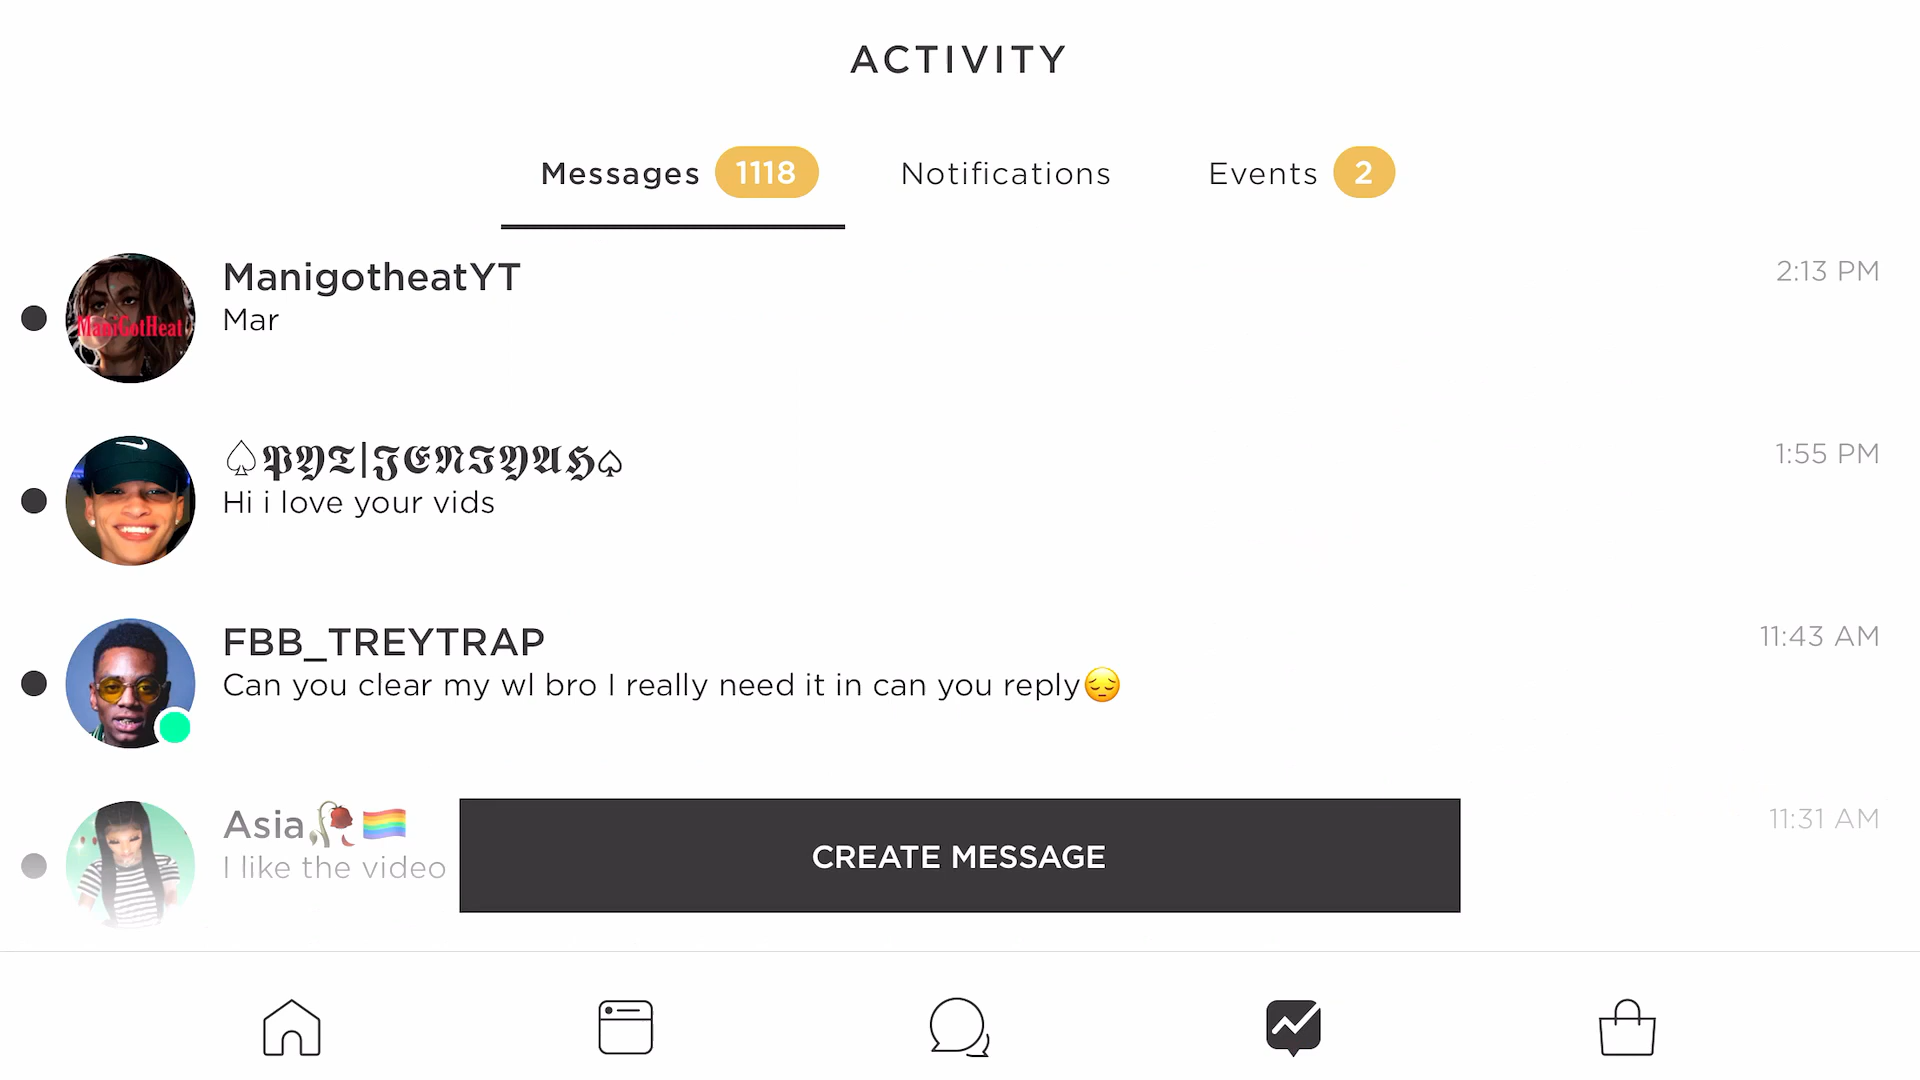 ACTIVITY
Messages 1118 Notifications Events 2
ManigotheatYT 2:13 PM
Mar
ManiGotHeat
♤𝕻𝖄𝕿|𝕵𝕰𝕹𝕴𝖄𝕬𝕳♤ 1:55 PM
Hi i love your vids
FBB_TREYTRAP 11:43 AM
Can you clear my wl bro I really need it in can you reply😔
Asia🥀🏳️‍🌈 11:31 AM
I like the video
CREATE MESSAGE